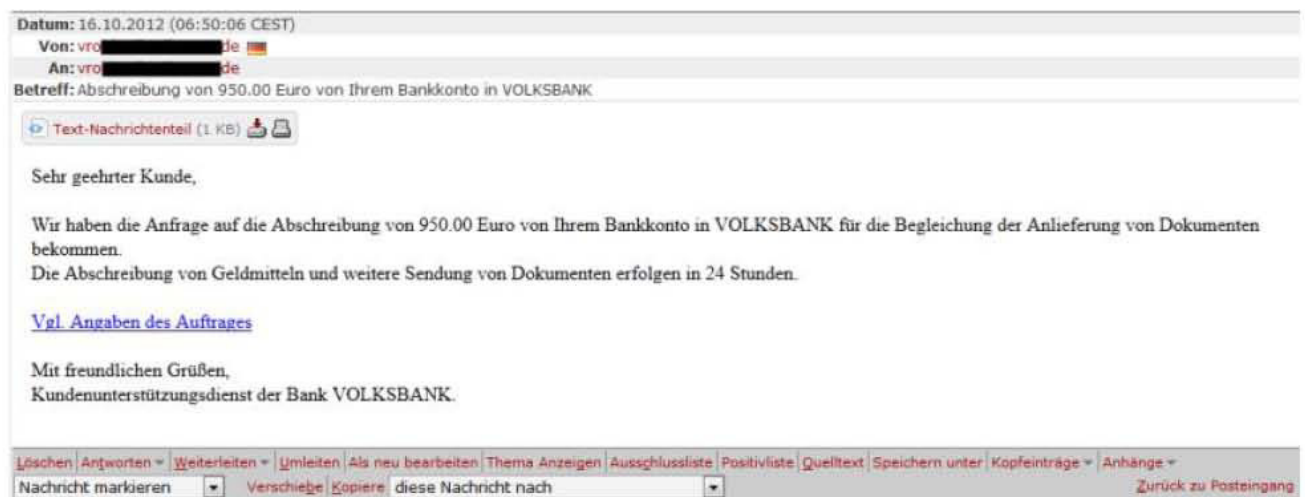 Datum: 16.10.2012 (06:50:06 CEST)
Von: vro de
An: vro de
Betreff: Abschreibung von 950.00 Euro von Ihrem Bankkonto in VOLKSBANK
Text-Nachrichtenteil (1 KB)
Sehr geehrter Kunde,
Wir haben die Anfrage auf die Abschreibung von 950.00 Euro von Ihrem Bankkonto in VOLKSBANK für die Begleichung der Anlieferung von Dokumenten
bekommen.
Die Abschreibung von Geldmitteln und weitere Sendung von Dokumenten erfolgen in 24 Stunden.
Vgl. Angaben des Auftrages
Mit freundlichen Grüßen,
Kundenunterstützungsdienst der Bank VOLKSBANK.
Löschen Antworten Weiterleiten Umleiten Als neu bearbeiten Thema Anzeigen Ausschlussliste Positivliste Quelltext Speichern unter Kopfeinträge Anhänge
Nachricht markieren Verschiebe Kopiere diese Nachricht nach Zurück zu Posteingang